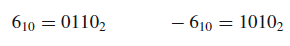 6₁₀ = 0110₂ − 6₁₀ = 1010₂